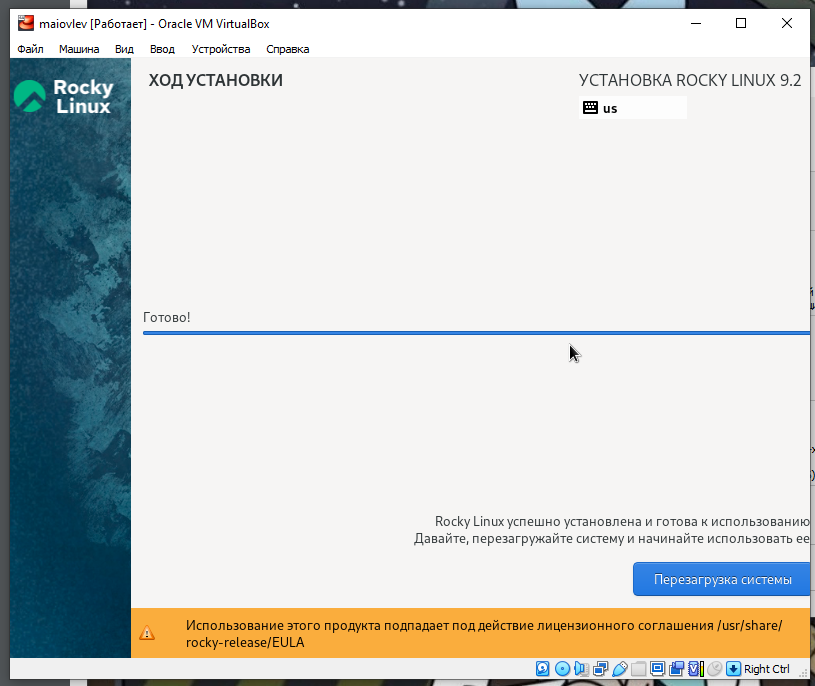 maiovlev [Работает] - Oracle VM VirtualBox
Файл Машина Вид Ввод Устройства Справка
Rocky
Linux
ХОД УСТАНОВКИ
УСТАНОВКА ROCKY LINUX 9.2
us
Готово!
Rocky Linux успешно установлена и готова к использованию
Давайте, перезагружайте систему и начинайте использовать ее
Перезагрузка системы
Использование этого продукта подпадает под действие лицензионного соглашения /usr/share/
rocky-release/EULA
Right Ctrl